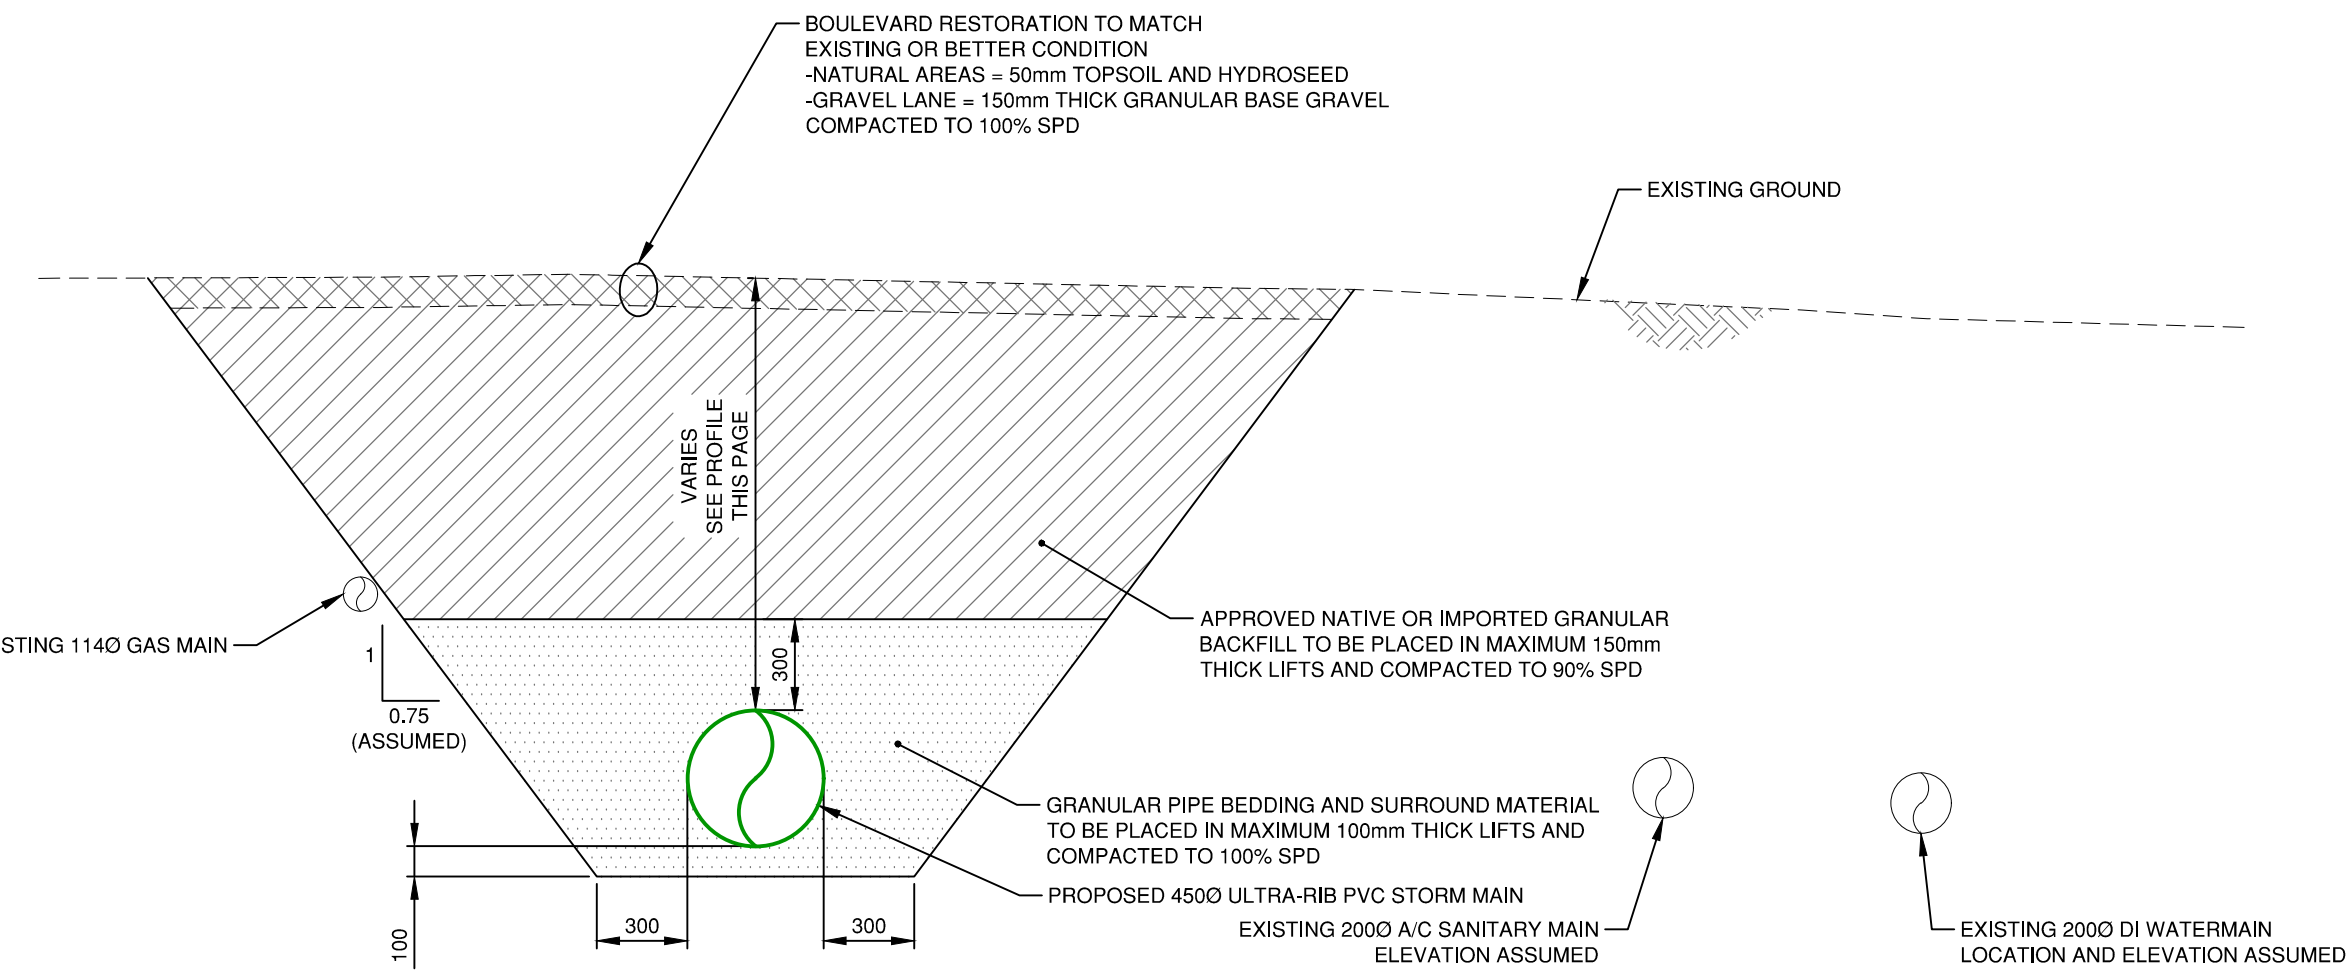 BOULEVARD RESTORATION TO MATCH
EXISTING OR BETTER CONDITION
-NATURAL AREAS = 50mm TOPSOIL AND HYDROSEED
-GRAVEL LANE = 150mm THICK GRANULAR BASE GRAVEL
COMPACTED TO 100% SPD
EXISTING GROUND
VARIES
SEE PROFILE
THIS PAGE
STING 114Ø GAS MAIN
1
0.75
(ASSUMED)
300
APPROVED NATIVE OR IMPORTED GRANULAR
BACKFILL TO BE PLACED IN MAXIMUM 150mm
THICK LIFTS AND COMPACTED TO 90% SPD
GRANULAR PIPE BEDDING AND SURROUND MATERIAL
TO BE PLACED IN MAXIMUM 100mm THICK LIFTS AND
COMPACTED TO 100% SPD
PROPOSED 450Ø ULTRA-RIB PVC STORM MAIN
100
300
300
EXISTING 200Ø A/C SANITARY MAIN
ELEVATION ASSUMED
EXISTING 200Ø DI WATERMAIN
LOCATION AND ELEVATION ASSUMED